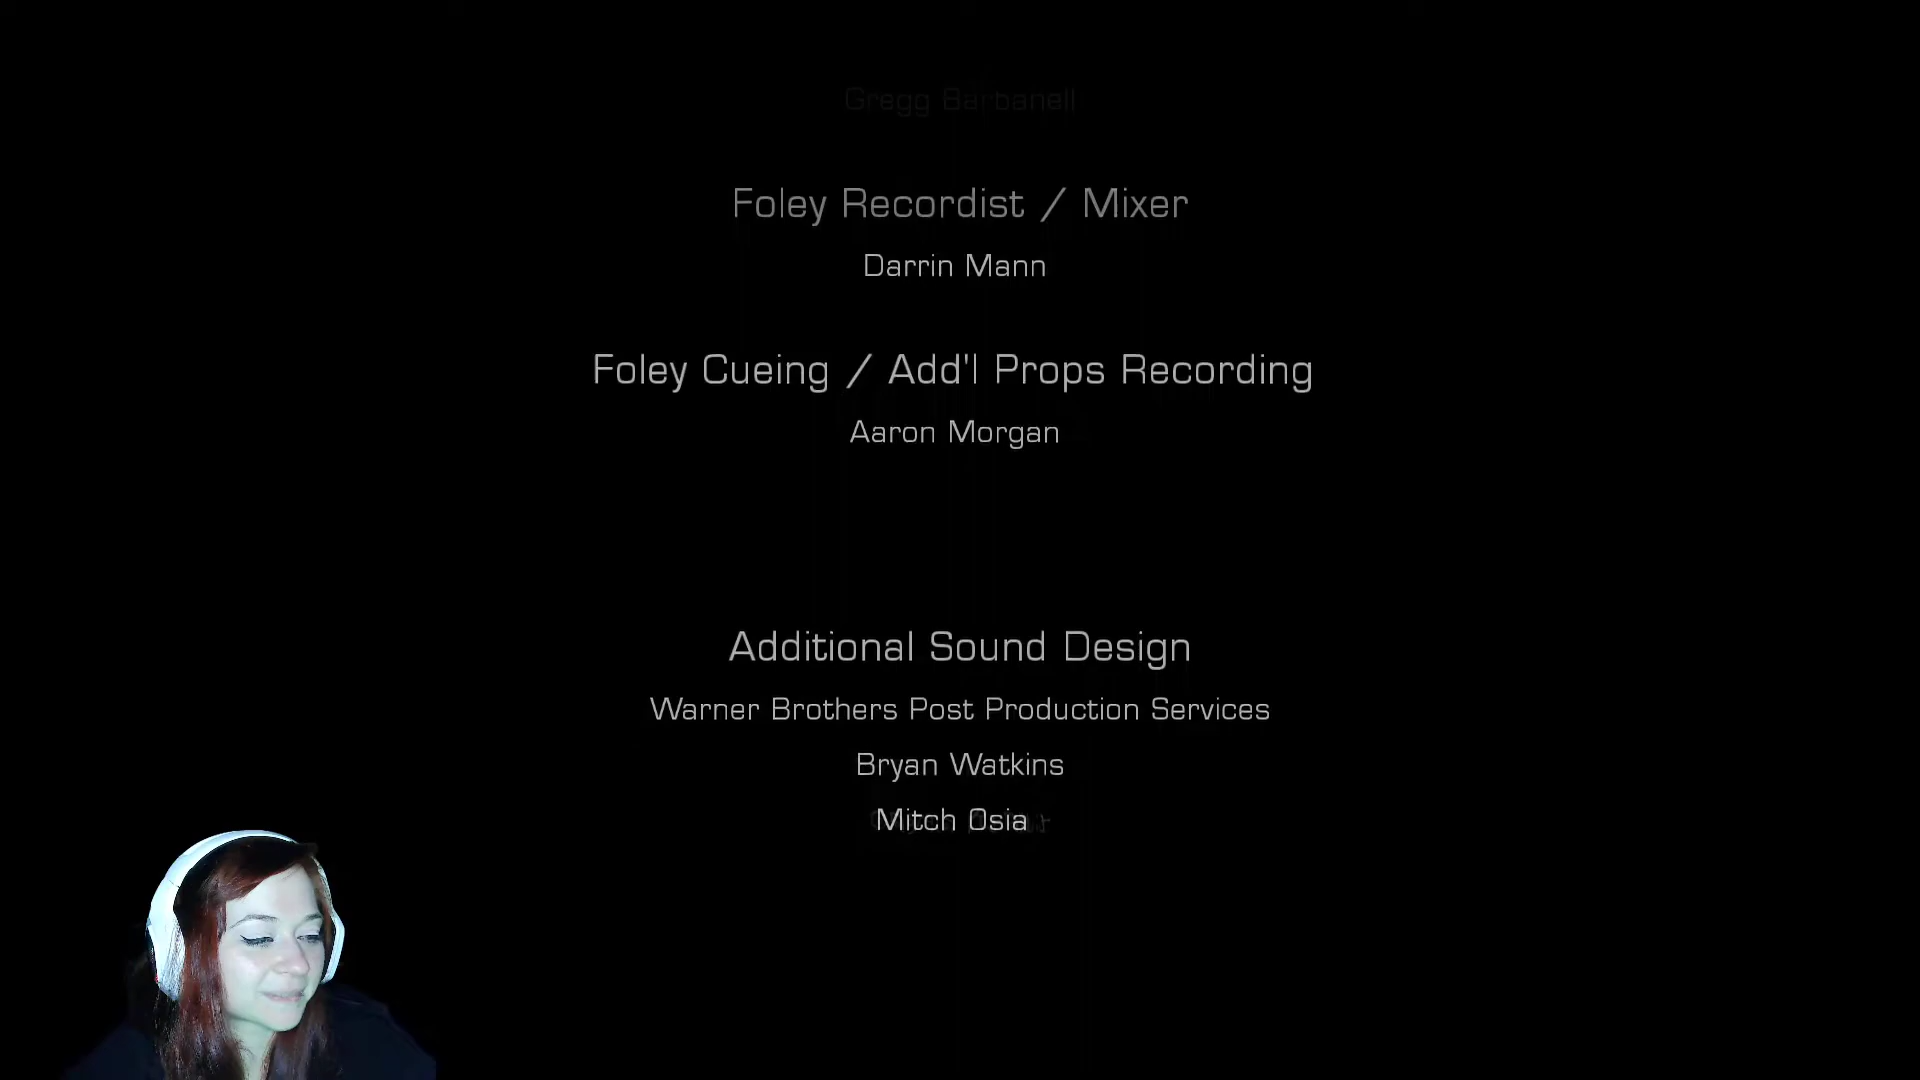 Gregg Barbanell
Foley Recordist / Mixer
Darrin Mann
Foley Cueing / Add'l Props Recording
Aaron Morgan
Additional Sound Design
Warner Brothers Post Production Services
Bryan Watkins
Mitch Osia